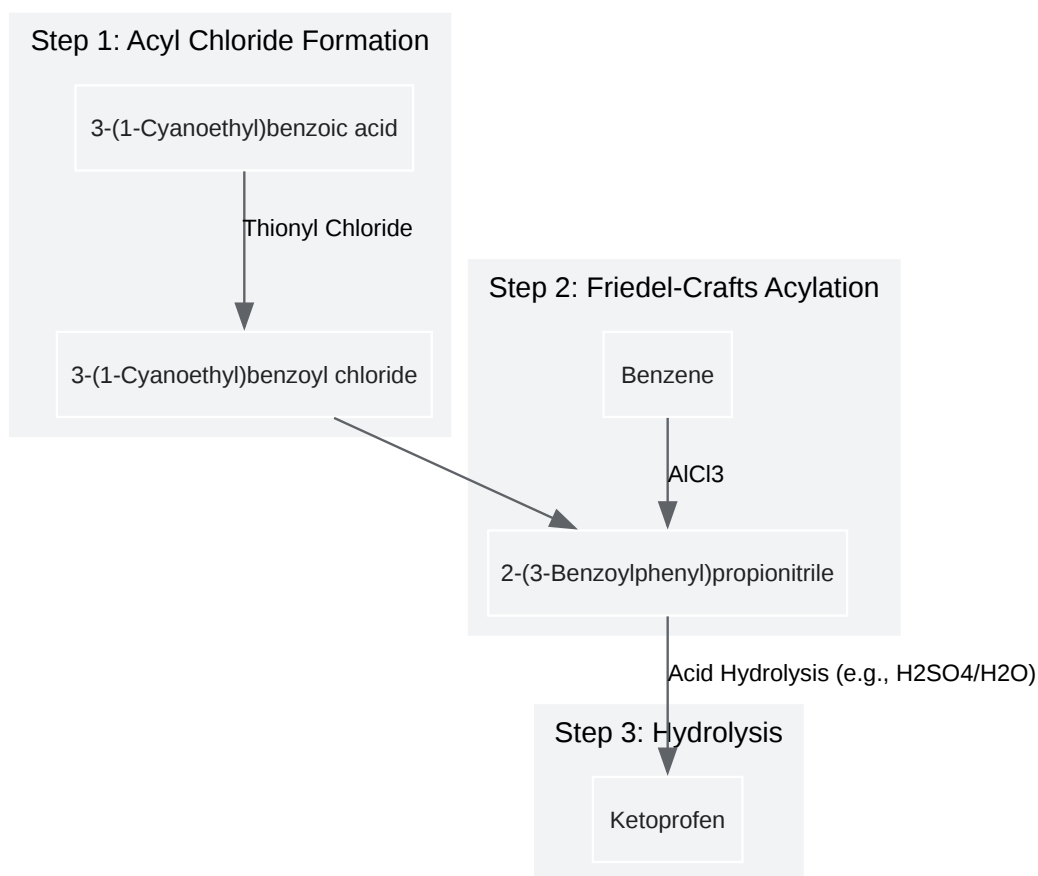 Step 1: Acyl Chloride Formation
3-(1-Cyanoethyl)benzoic acid
Thionyl Chloride
3-(1-Cyanoethyl)benzoyl chloride
Step 2: Friedel-Crafts Acylation
Benzene
AlCl3
2-(3-Benzoylphenyl)propionitrile
Acid Hydrolysis (e.g., H2SO4/H2O)
Step 3: Hydrolysis
Ketoprofen